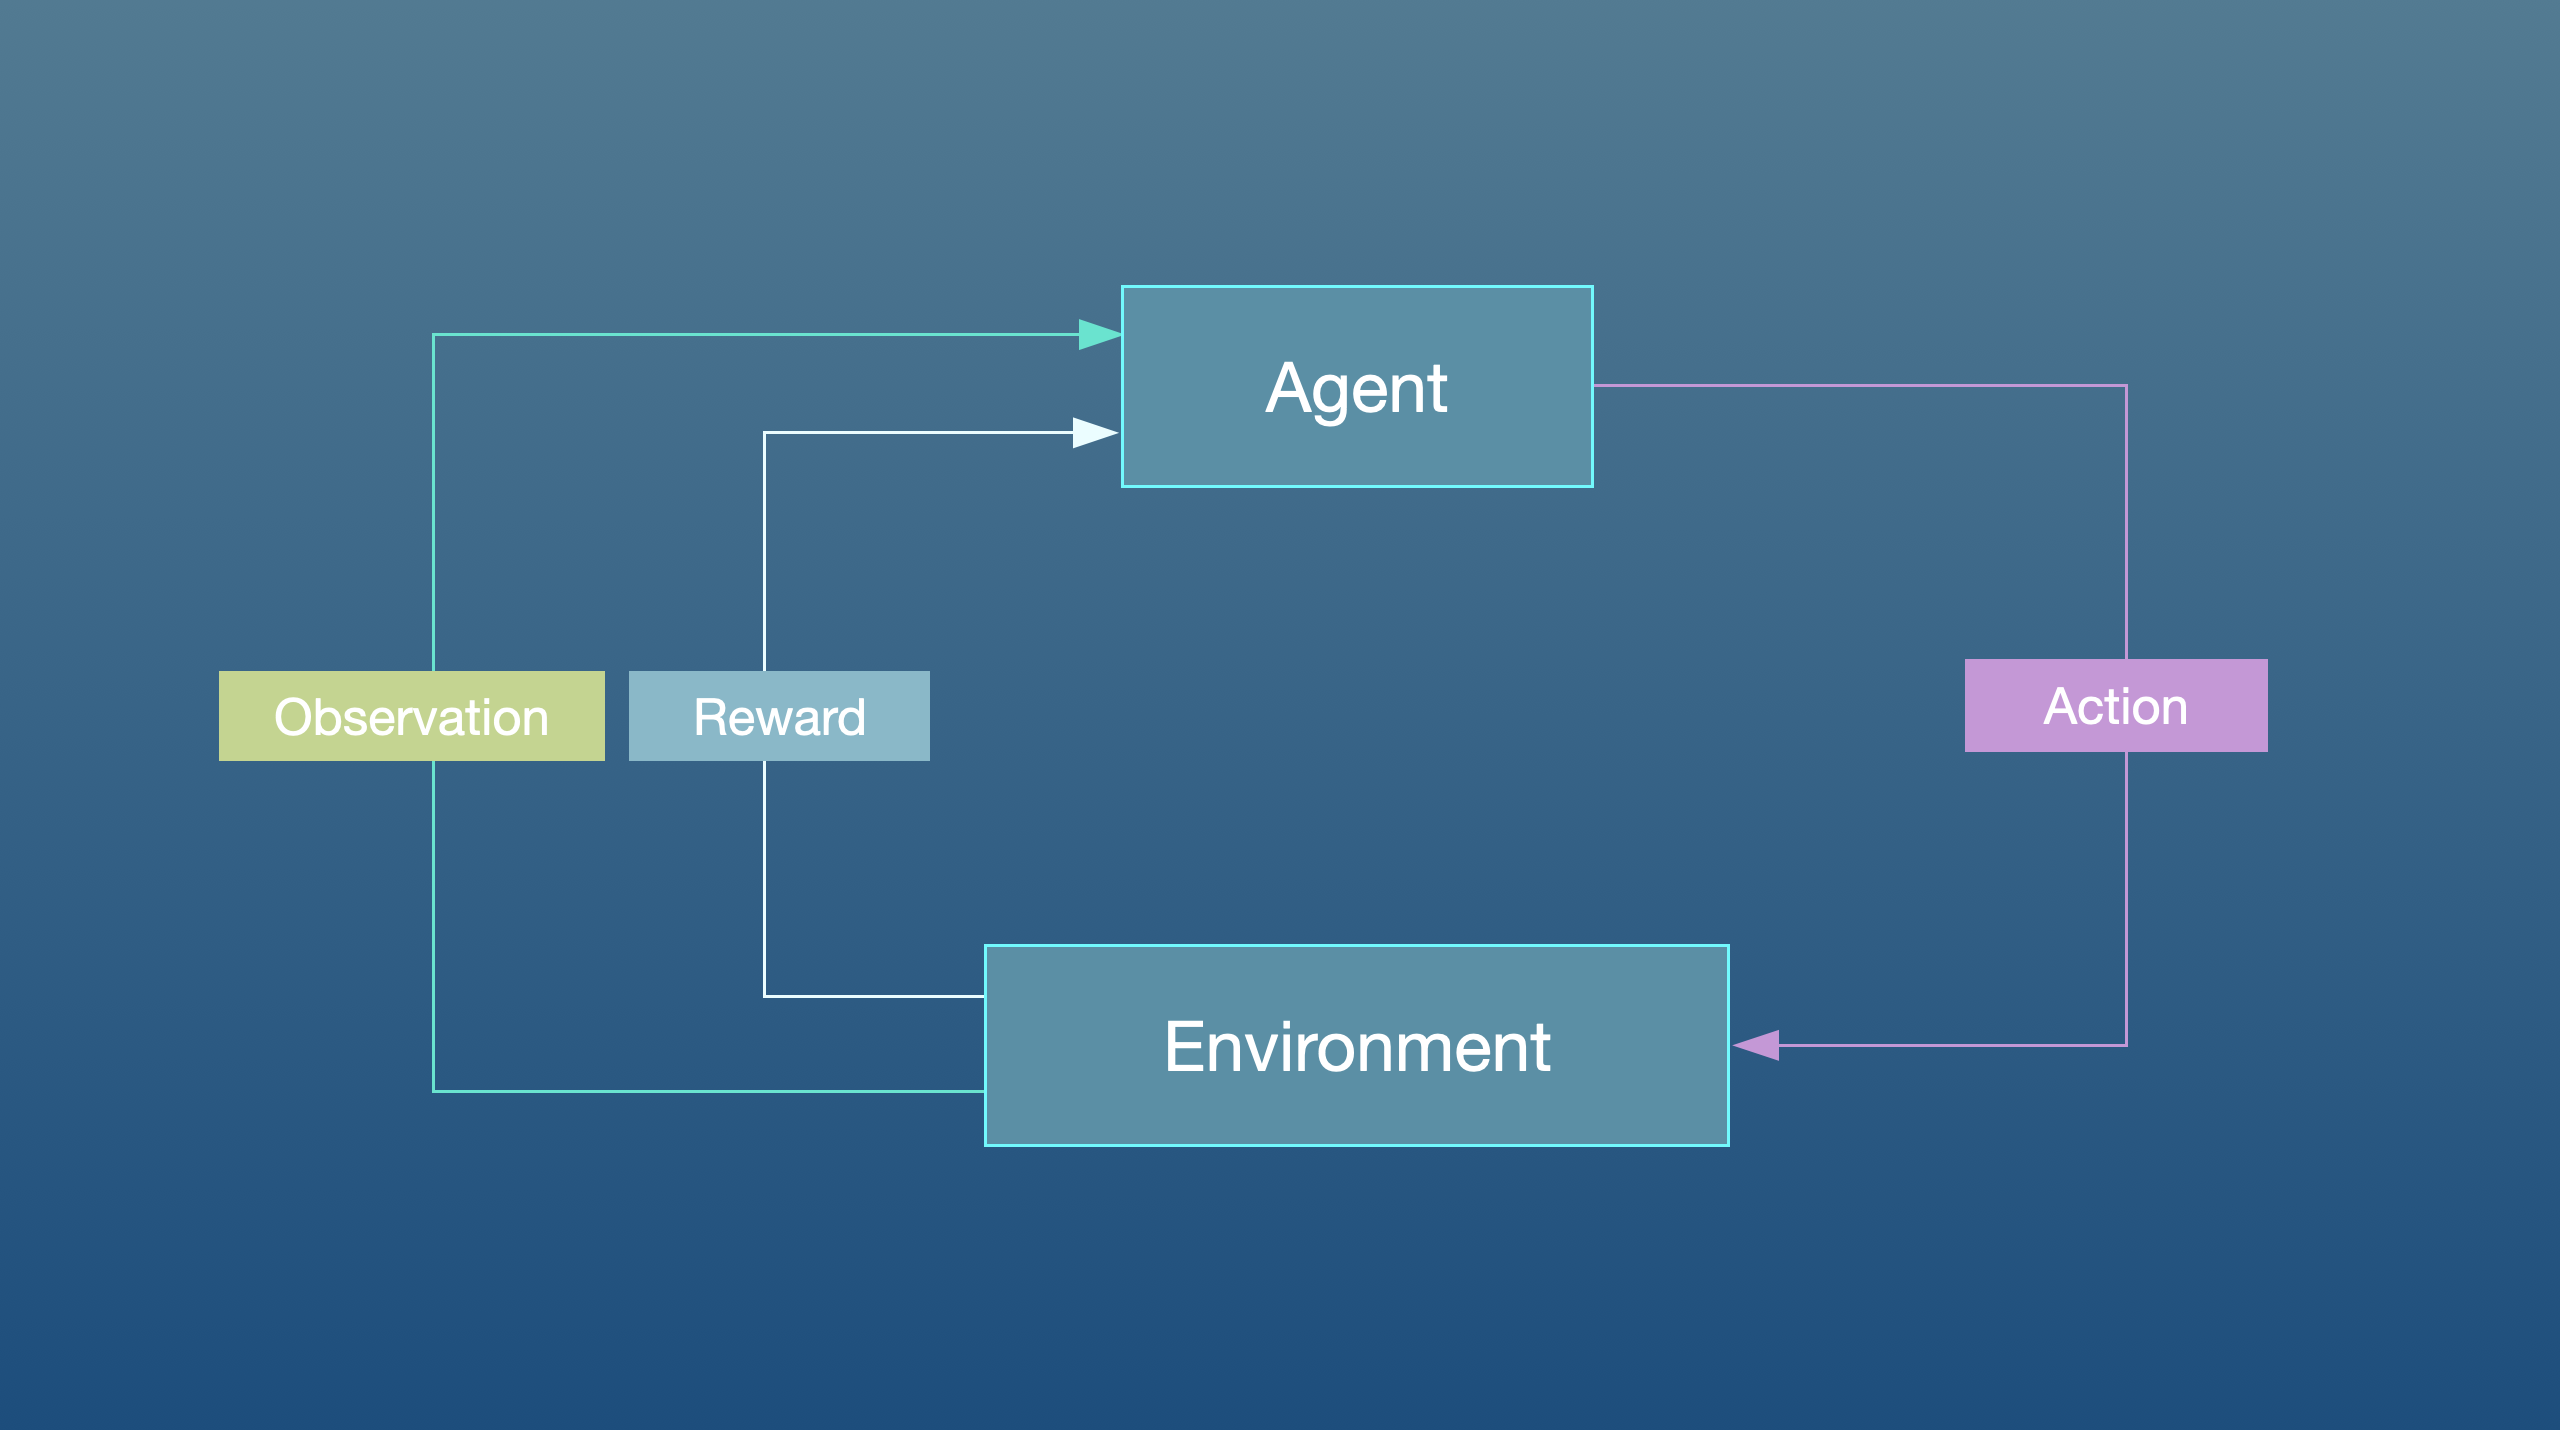 Agent
Observation
Reward
Action
Environment